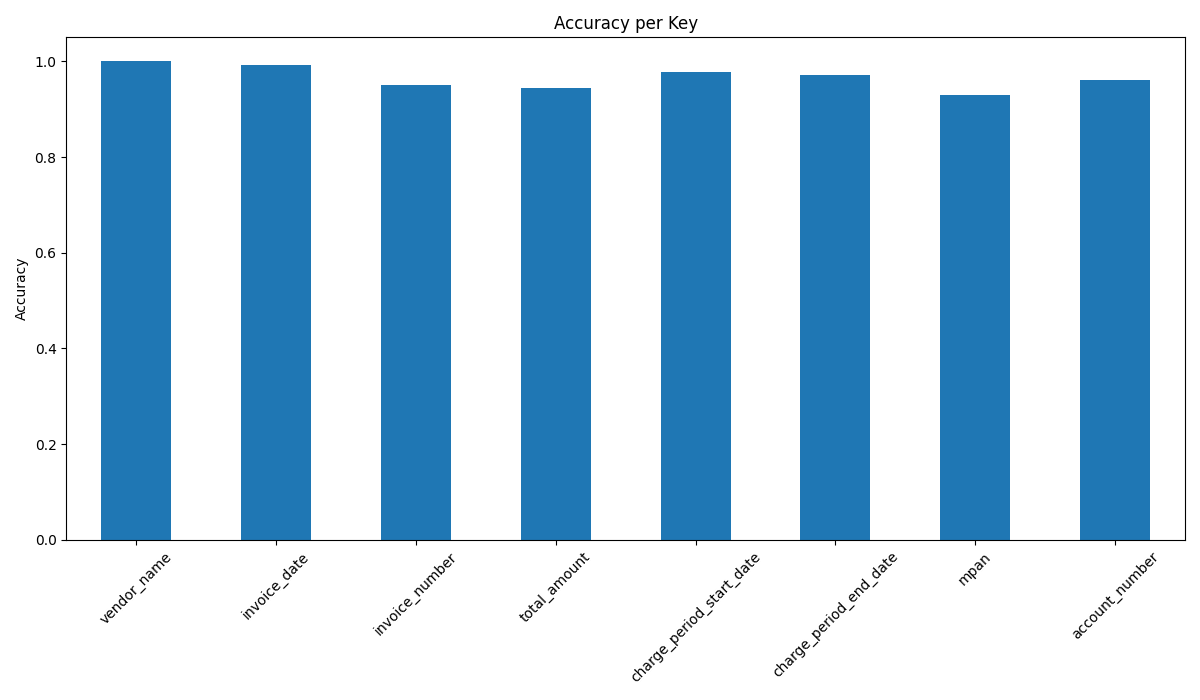 Accuracy per Key
Accuracy
1.0
0.8
0.6
0.4
0.2
0.0
vendor_name
invoice_date
invoice_number
total_amount
charge_period_start_date
charge_period_end_date
mpan
account_number